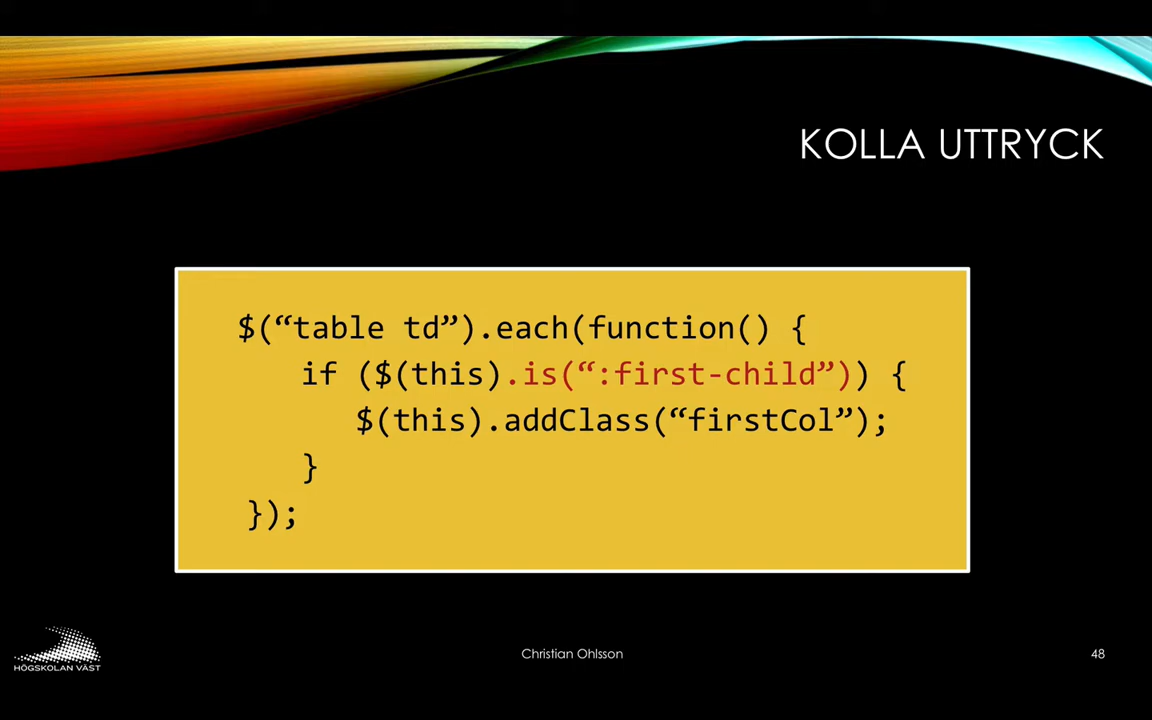 KOLLA UTTRYCK
$(“table td”).each(function() {
if ($(this).is(“:first-child”)) {
$(this).addClass(“firstCol”);
}
});
HÖGSKOLAN VÄST
Christian Ohlsson
48